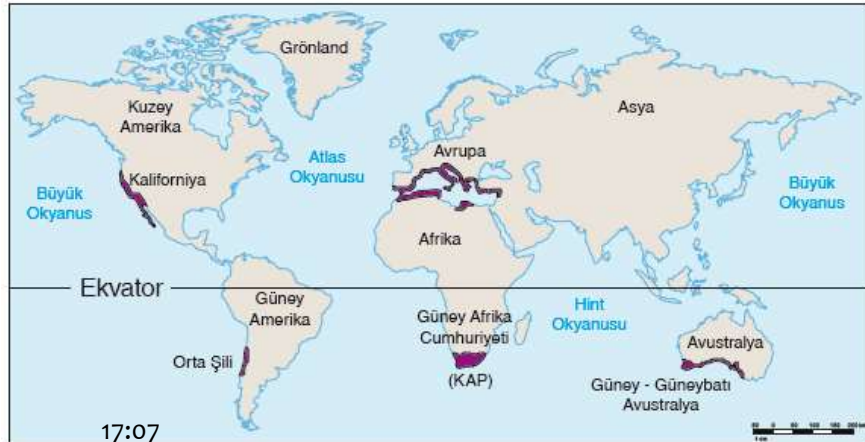 Grönland
Kuzey
Amerika
Asya
Avrupa
Atlas
Okyanusu
Kaliforniya
Büyük
Okyanus
Büyük
Okyanus
Afrika
Ekvator
Güney
Amerika
Güney Afrika
Cumhuriyeti
Hint
Okyanusu
Avustralya
Orta Şili
(KAP)
Güney - Güneybatı
Avustralya
17:07